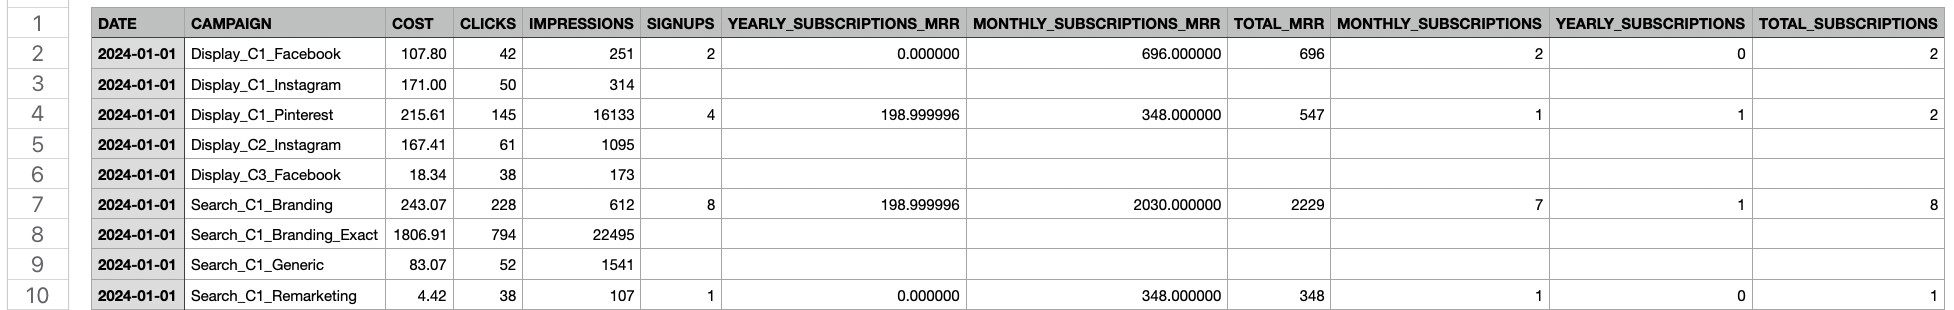 1 DATE CAMPAIGN COST CLICKS IMPRESSIONS SIGNUPS YEARLY_SUBSCRIPTIONS_MRR MONTHLY_SUBSCRIPTIONS_MRR TOTAL_MRR MONTHLY_SUBSCRIPTIONS YEARLY_SUBSCRIPTIONS TOTAL_SUBSCRIPTIONS
2 2024-01-01 Display_C1_Facebook 107.80 42 251 2 0.000000 696.000000 696 2 0 2
3 2024-01-01 Display_C1_Instagram 171.00 50 314
4 2024-01-01 Display_C1_Pinterest 215.61 145 16133 4 198.999996 348.000000 547 1 1 2
5 2024-01-01 Display_C2_Instagram 167.41 61 1095
6 2024-01-01 Display_C3_Facebook 18.34 38 173
7 2024-01-01 Search_C1_Branding 243.07 228 612 8 198.999996 2030.000000 2229 7 1 8
8 2024-01-01 Search_C1_Branding_Exact 1806.91 794 22495
9 2024-01-01 Search_C1_Generic 83.07 52 1541
10 2024-01-01 Search_C1_Remarketing 4.42 38 107 1 0.000000 348.000000 348 1 0 1